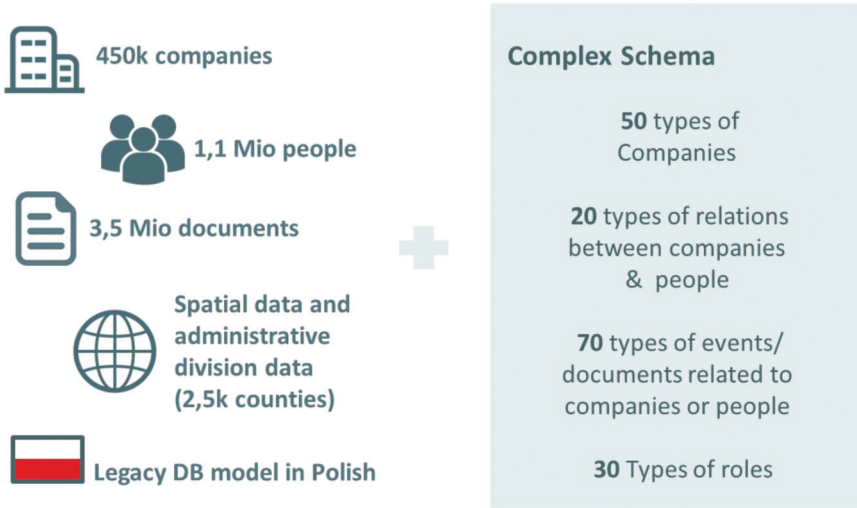 450k companies
1,1 Mio people
3,5 Mio documents
Spatial data and
administrative
division data
(2,5k counties)
Legacy DB model in Polish
Complex Schema
50 types of
Companies
20 types of relations
between companies
& people
70 types of events/
documents related to
companies or people
30 Types of roles